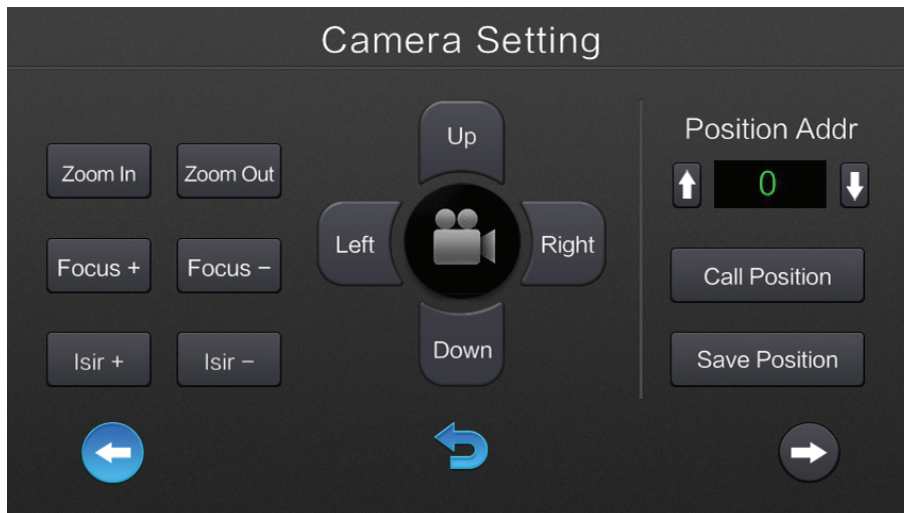 Camera Setting
Zoom In
Zoom Out
Focus +
Focus −
Isir +
Isir −
Up
Left
Right
Down
Position Addr
0
Call Position
Save Position